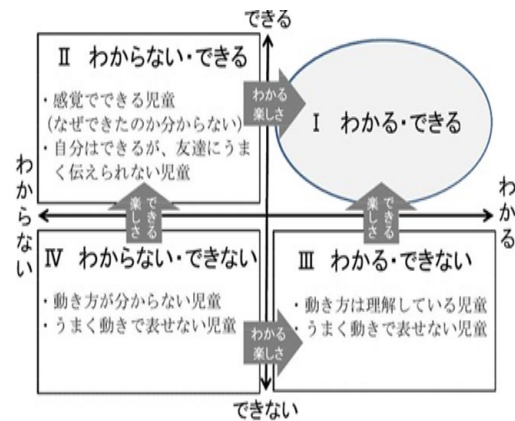 できる
Ⅱ わからない・できる
・感覚でできる児童
(なぜできたのか分からない)
・自分はできるが、友達にうま
く伝えられない児童
わかる
楽しさ
Ⅰ わかる・できる
わからない
できる
楽しさ
できる
楽しさ
わかる
Ⅳ わからない・できない
・動き方が分からない児童
・うまく動きで表せない児童
わかる
楽しさ
Ⅲ わかる・できない
・動き方は理解している児童
・うまく動きで表せない児童
できない